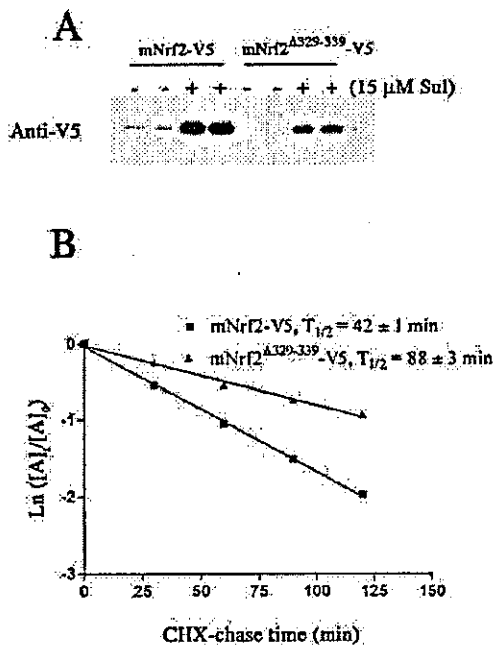 A
mNrf2-V5 mNrf2Δ329-339-V5
- - + + - - + + (15 µM Sul)
Anti-V5
B
mNrf2-V5, T1/2 = 42 ± 1 min
mNrf2Δ329-339-V5, T1/2 = 88 ± 3 min
Ln ([A]/[A]0)
0
-1
-2
-3
0 25 50 75 100 125 150
CHX-chase time (min)